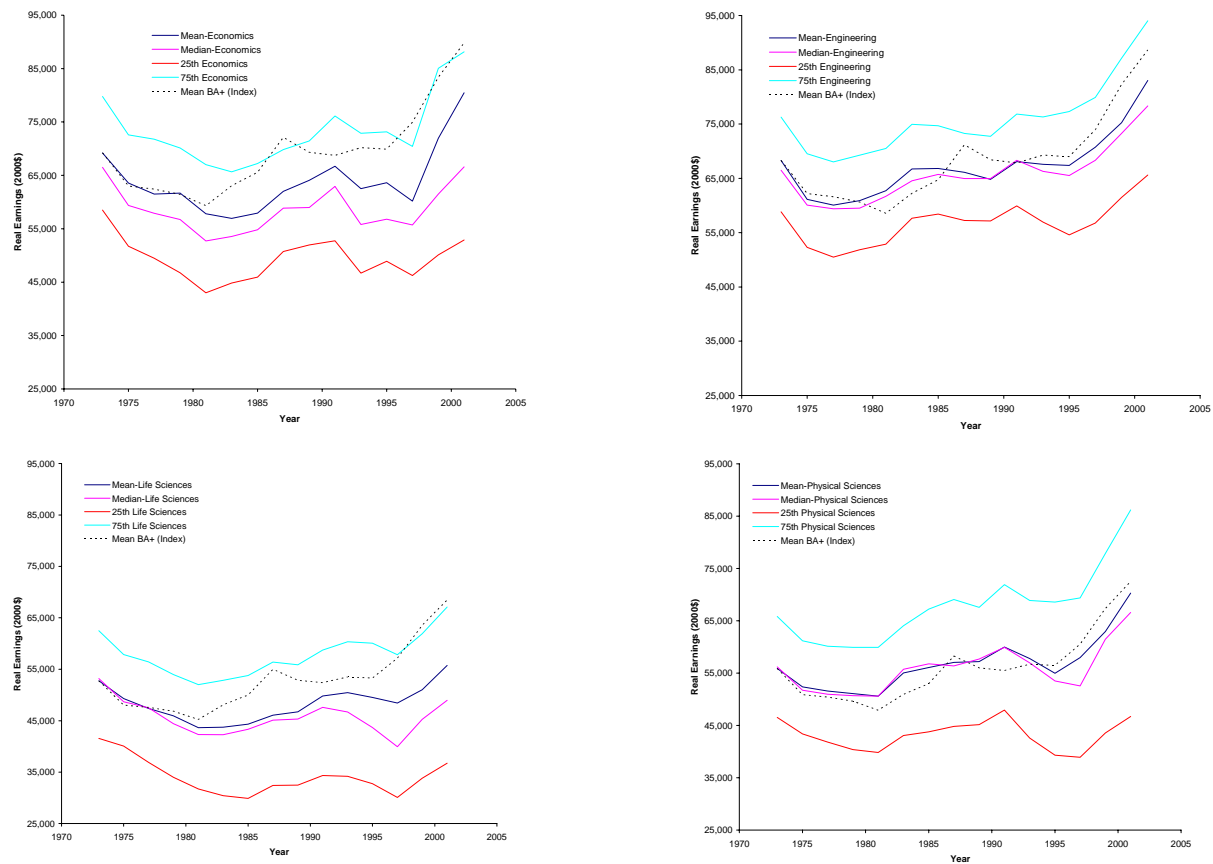 95,000
85,000
75,000
65,000
55,000
45,000
35,000
25,000
Real Earnings (2000$)
Mean-Economics
Median-Economics
25th Economics
75th Economics
Mean BA+ (Index)
1970 1975 1980 1985 1990 1995 2000 2005
Year
95,000
85,000
75,000
65,000
55,000
45,000
35,000
25,000
Real Earnings (2000$)
Mean-Engineering
Median-Engineering
25th Engineering
75th Engineering
Mean BA+ (Index)
1970 1975 1980 1985 1990 1995 2000 2005
Year
95,000
85,000
75,000
65,000
55,000
45,000
35,000
25,000
Real Earnings (2000$)
Mean-Life Sciences
Median-Life Sciences
25th Life Sciences
75th Life Sciences
Mean BA+ (Index)
1970 1975 1980 1985 1990 1995 2000 2005
Year
95,000
85,000
75,000
65,000
55,000
45,000
35,000
25,000
Real Earnings (2000$)
Mean-Physical Sciences
Median-Physical Sciences
25th Physical Sciences
75th Physical Sciences
Mean BA+ (Index)
1970 1975 1980 1985 1990 1995 2000 2005
Year